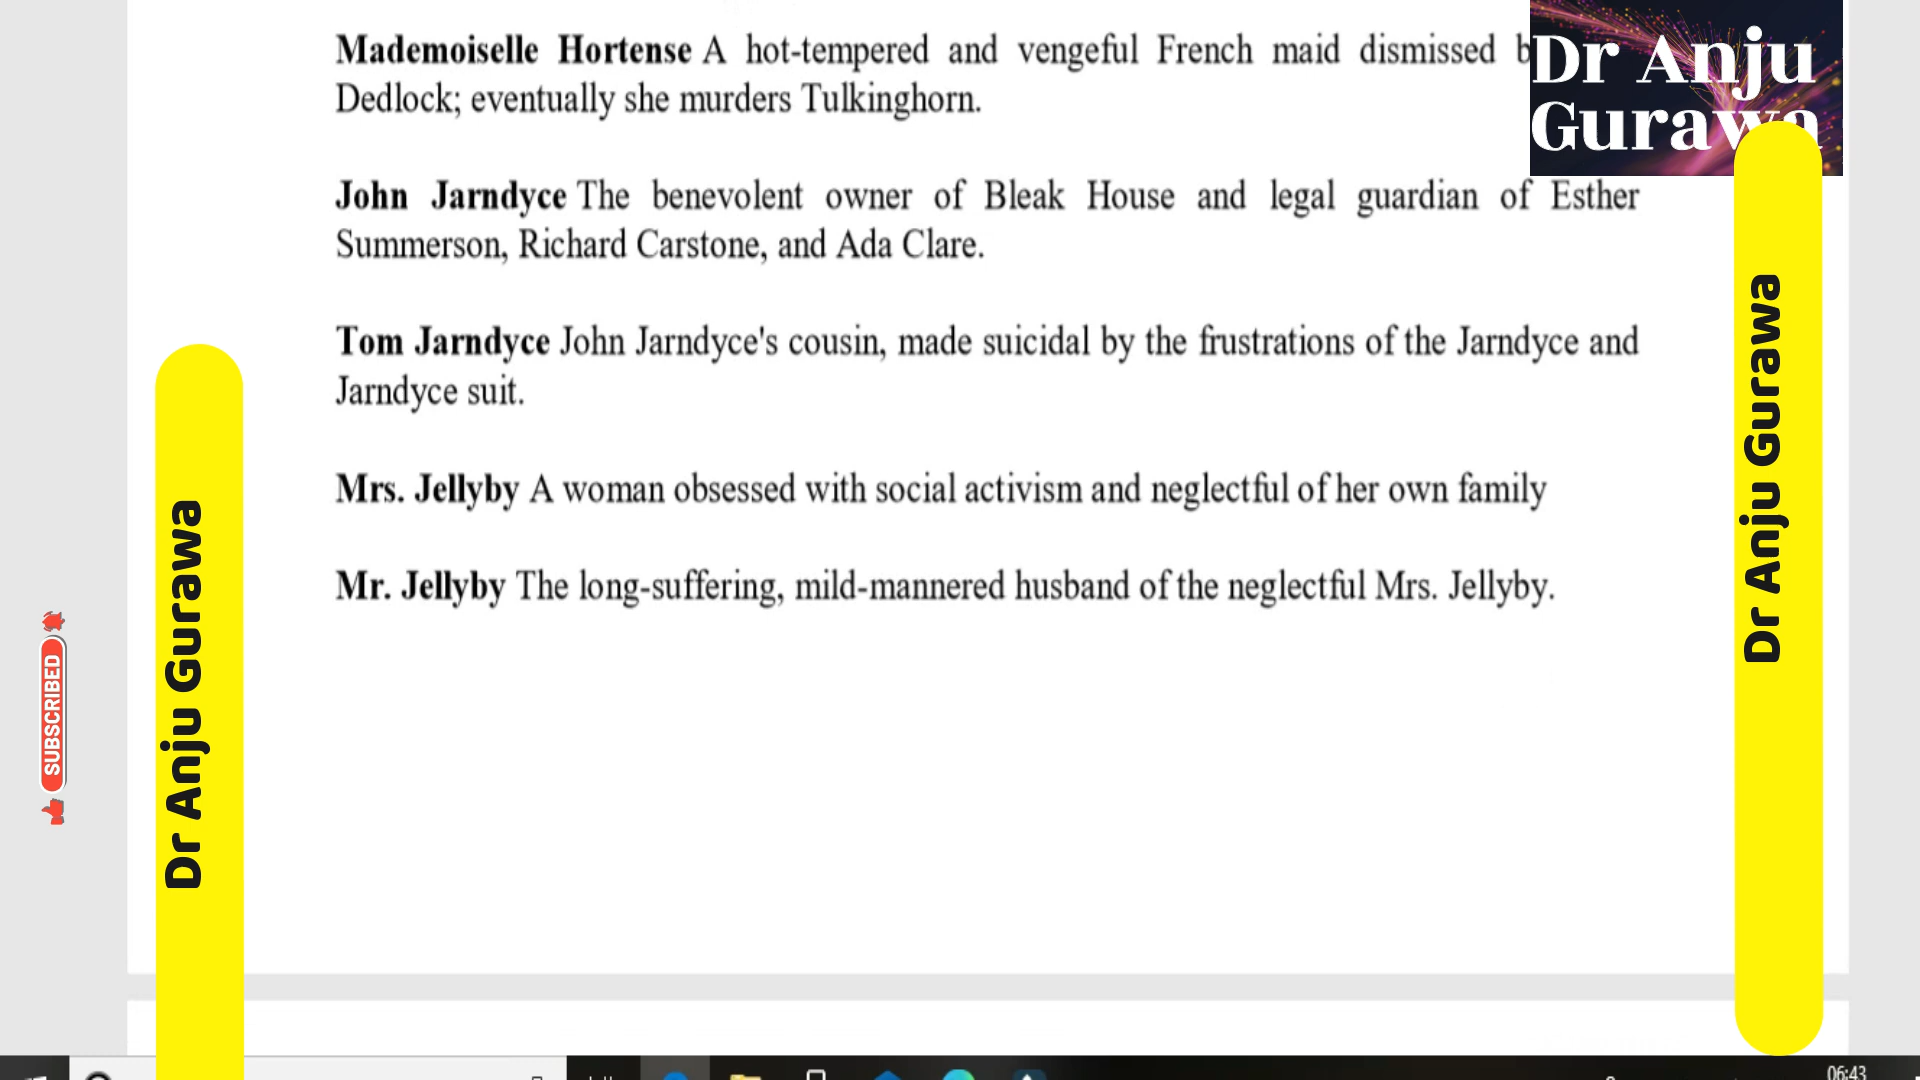 Mademoiselle Hortense A hot-tempered and vengeful French maid dismissed
Dedlock; eventually she murders Tulkinghorn.
John Jarndyce The benevolent owner of Bleak House and legal guardian of Esther
Summerson, Richard Carstone, and Ada Clare.
Tom Jarndyce John Jarndyce's cousin, made suicidal by the frustrations of the Jarndyce and
Jarndyce suit.
Mrs. Jellyby A woman obsessed with social activism and neglectful of her own family
Mr. Jellyby The long-suffering, mild-mannered husband of the neglectful Mrs. Jellyby.
Dr Anju
Gurawa
Dr Anju Gurawa
Dr Anju Gurawa
SUBSCRIBED
06:43